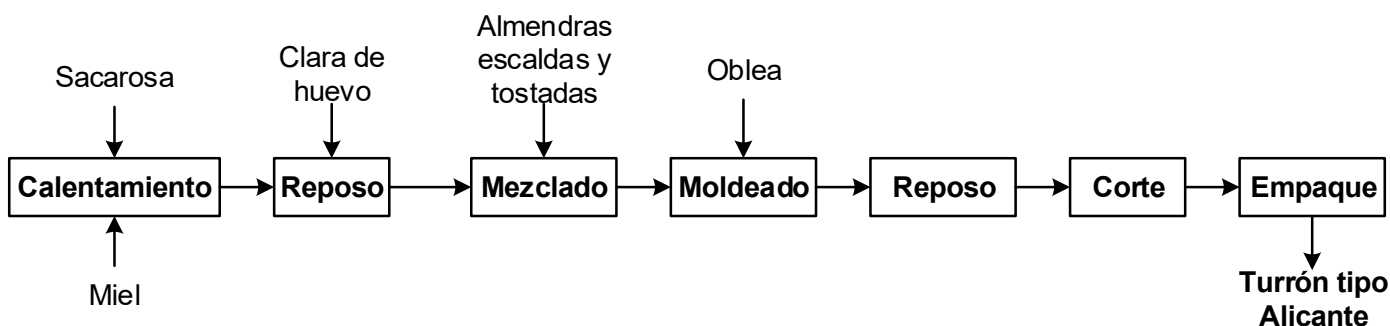 Sacarosa
Clara de
huevo
Almendras
escaldas y
tostadas
Oblea
Calentamiento
Reposo
Mezclado
Moldeado
Reposo
Corte
Empaque
Miel
Turrón tipo
Alicante